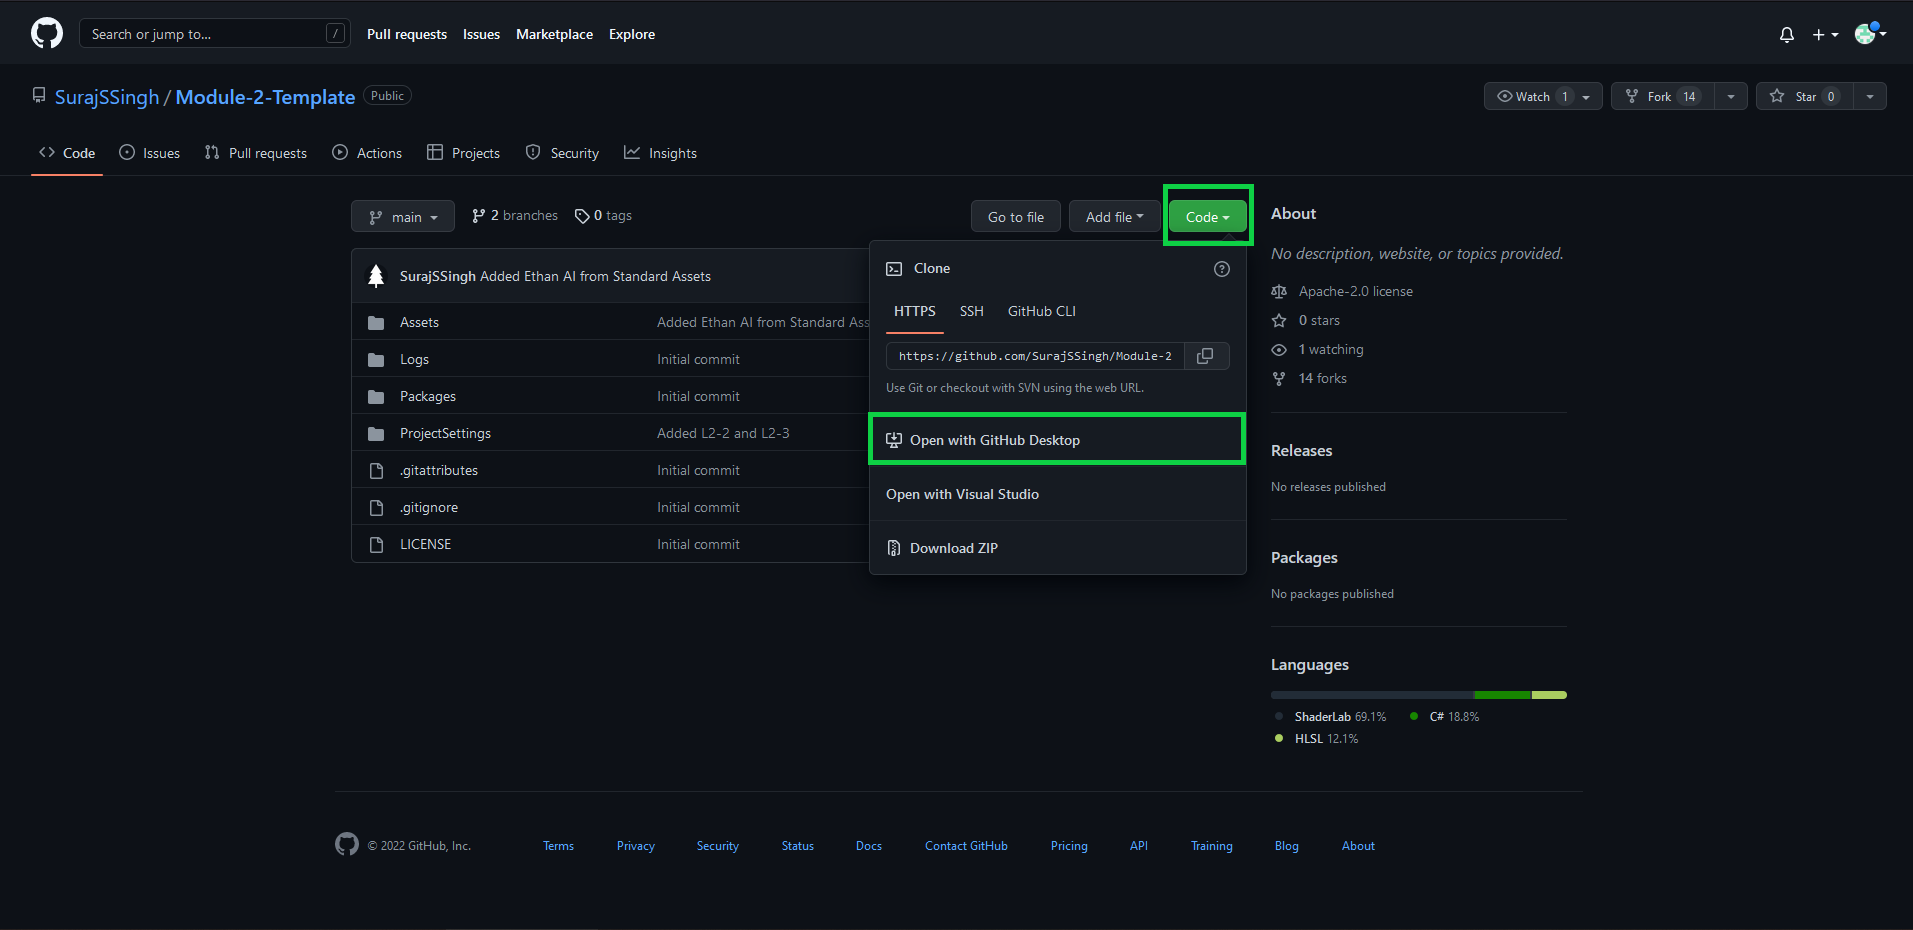 Search or jump to... / Pull requests Issues Marketplace Explore
SurajSSingh / Module-2-Template Public Watch 1 Fork 14 Star 0
Code Issues Pull requests Actions Projects Security Insights
main 2 branches 0 tags Go to file Add file Code
SurajSSingh Added Ethan AI from Standard Assets
Assets Added Ethan AI from Standard Ass
Logs Initial commit
Packages Initial commit
ProjectSettings Added L2-2 and L2-3
.gitattributes Initial commit
.gitignore Initial commit
LICENSE Initial commit
Clone
HTTPS SSH GitHub CLI
https://github.com/SurajSSingh/Module-2
Use Git or checkout with SVN using the web URL.
Open with GitHub Desktop
Open with Visual Studio
Download ZIP
About
No description, website, or topics provided.
Apache-2.0 license
0 stars
1 watching
14 forks
Releases
No releases published
Packages
No packages published
Languages
ShaderLab 69.1% C# 18.8%
HLSL 12.1%
© 2022 GitHub, Inc. Terms Privacy Security Status Docs Contact GitHub Pricing API Training Blog About